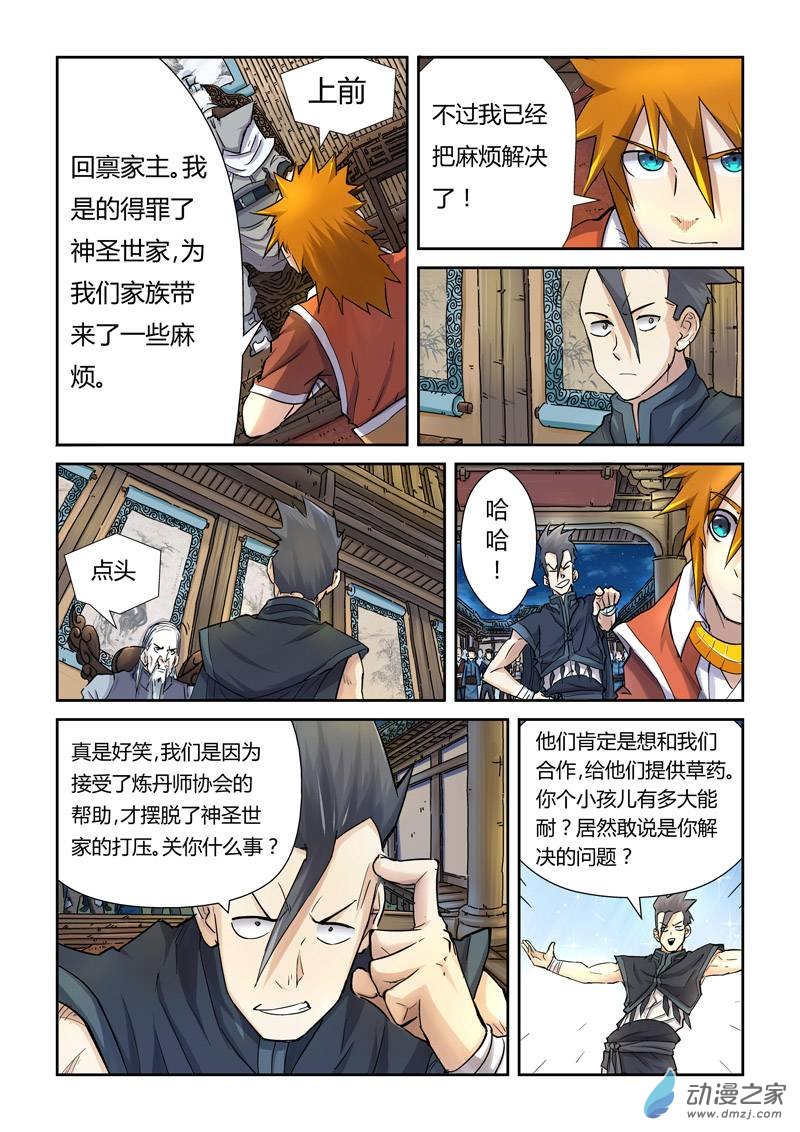 上前
回禀家主。我
是的得罪了
神圣世家，为
我们家族带
来了一些麻
烦。
不过我已经
把麻烦解决
了！
点头
哈
哈
！
真是好笑，我们是因为
接受了炼丹师协会的
帮助，才摆脱了神圣世
家的打压。关你什么事？
他们肯定是想和我们
合作，给他们提供草药。
你个小孩儿有多大能
耐？居然敢说是你解
决的问题？
动漫之家
www.dmzj.com